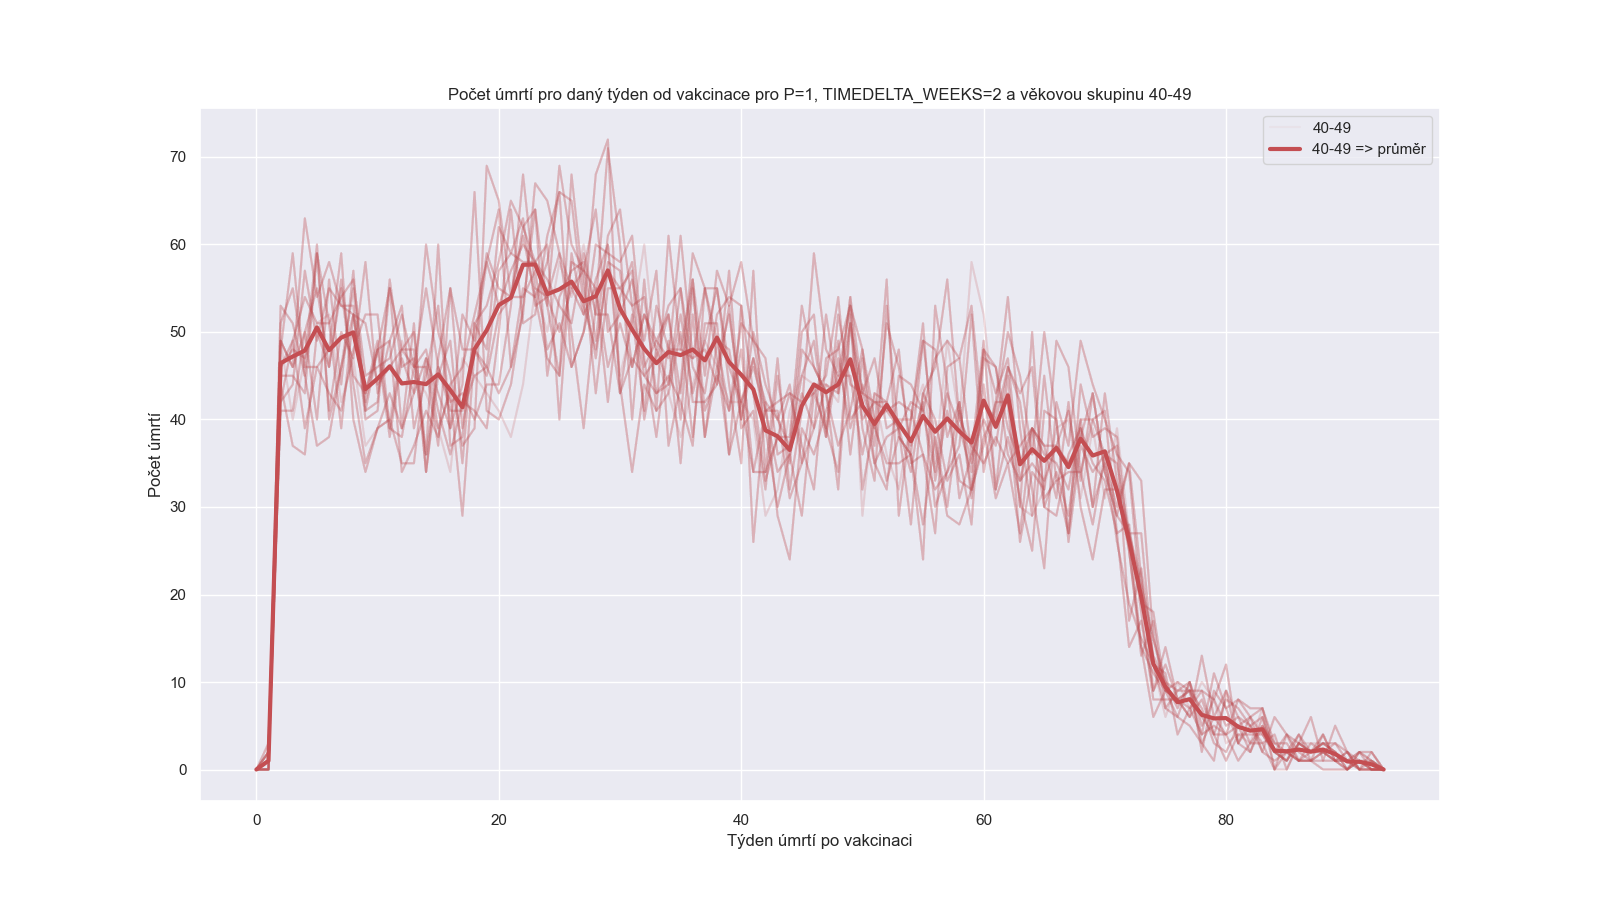 Počet úmrtí pro daný týden od vakcinace pro P=1, TIMEDELTA_WEEKS=2 a věkovou skupinu 40-49
40-49
40-49 => průměr
70
60
50
40
30
20
10
0
Počet úmrtí
0 20 40 60 80
Týden úmrtí po vakcinaci